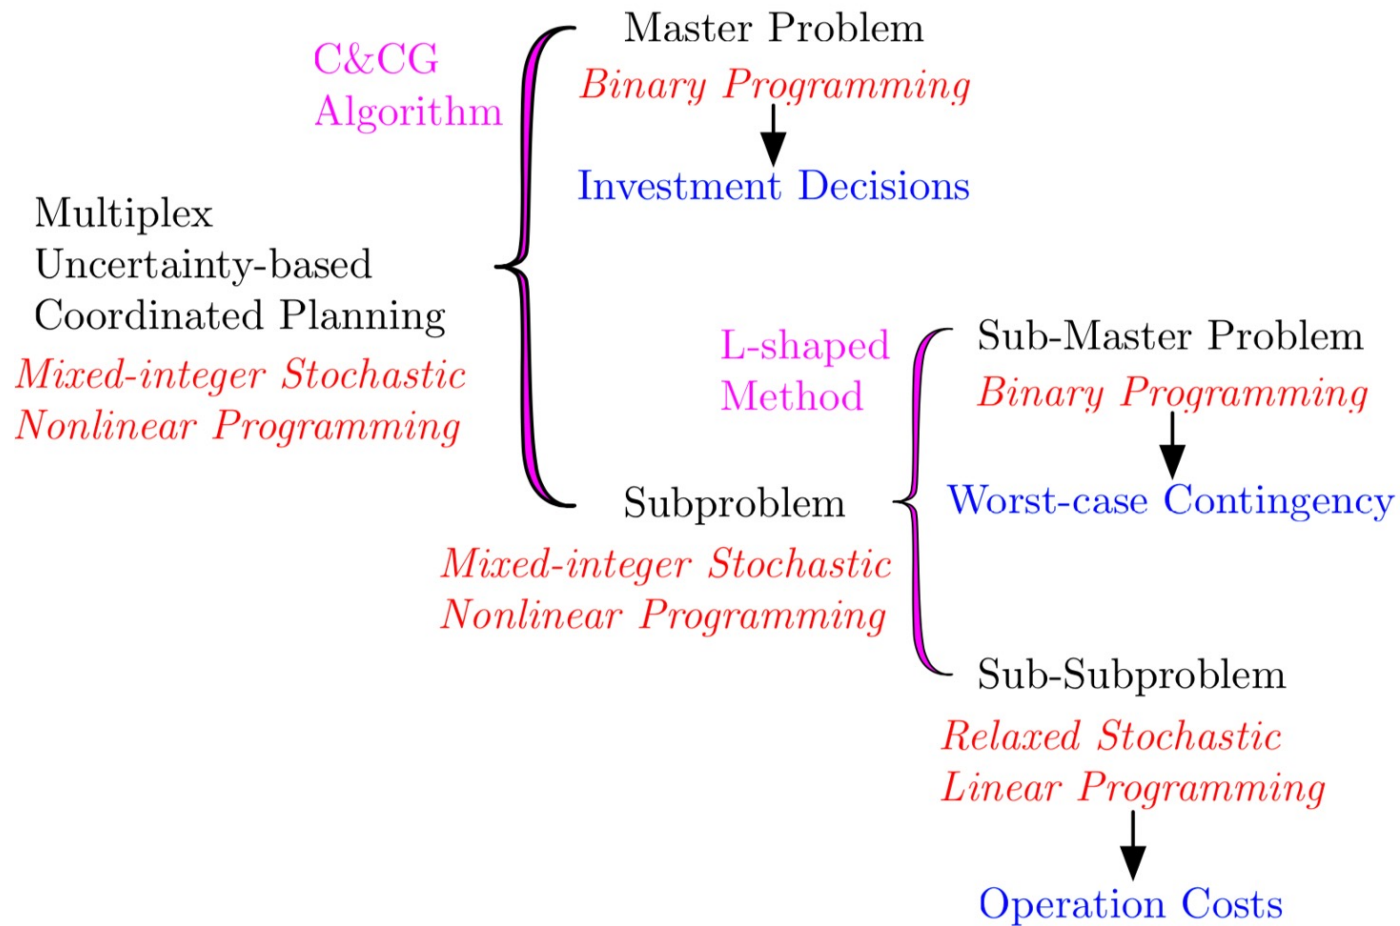 C&CG
Algorithm
Master Problem
Binary Programming
Investment Decisions
Multiplex
Uncertainty-based
Coordinated Planning
Mixed-integer Stochastic
Nonlinear Programming
L-shaped
Method
Subproblem
Mixed-integer Stochastic
Nonlinear Programming
Sub-Master Problem
Binary Programming
Worst-case Contingency
Sub-Subproblem
Relaxed Stochastic
Linear Programming
Operation Costs